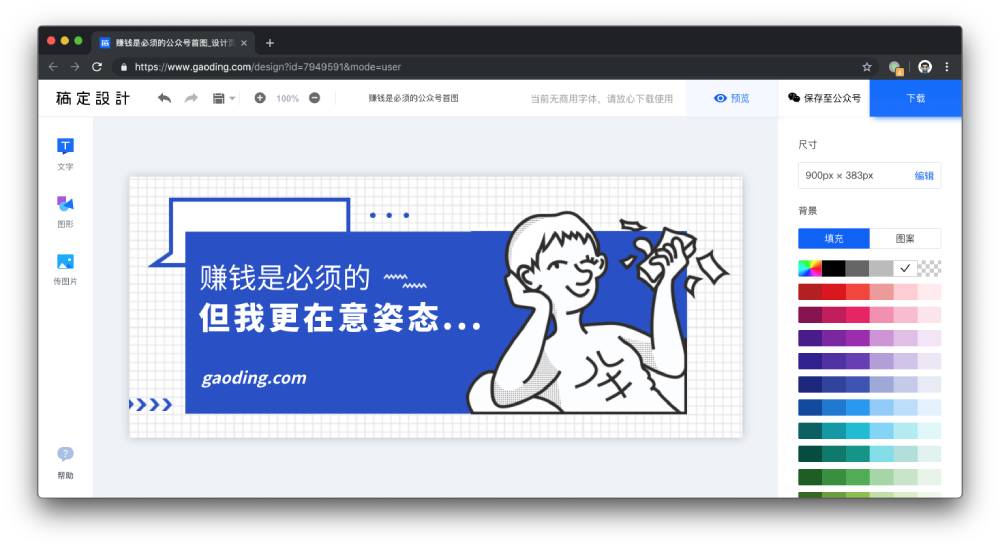 赚钱是必须的公众号首图_设计页
https://www.gaoding.com/design?id=7949591&mode=user
稿定設計
100%
赚钱是必须的公众号首图
当前无商用字体，请放心下载使用
预览
保存至公众号
下载
文字
图形
传图片
帮助
赚钱是必须的
但我更在意姿态...
gaoding.com
尺寸
900px × 383px
编辑
背景
填充
图案